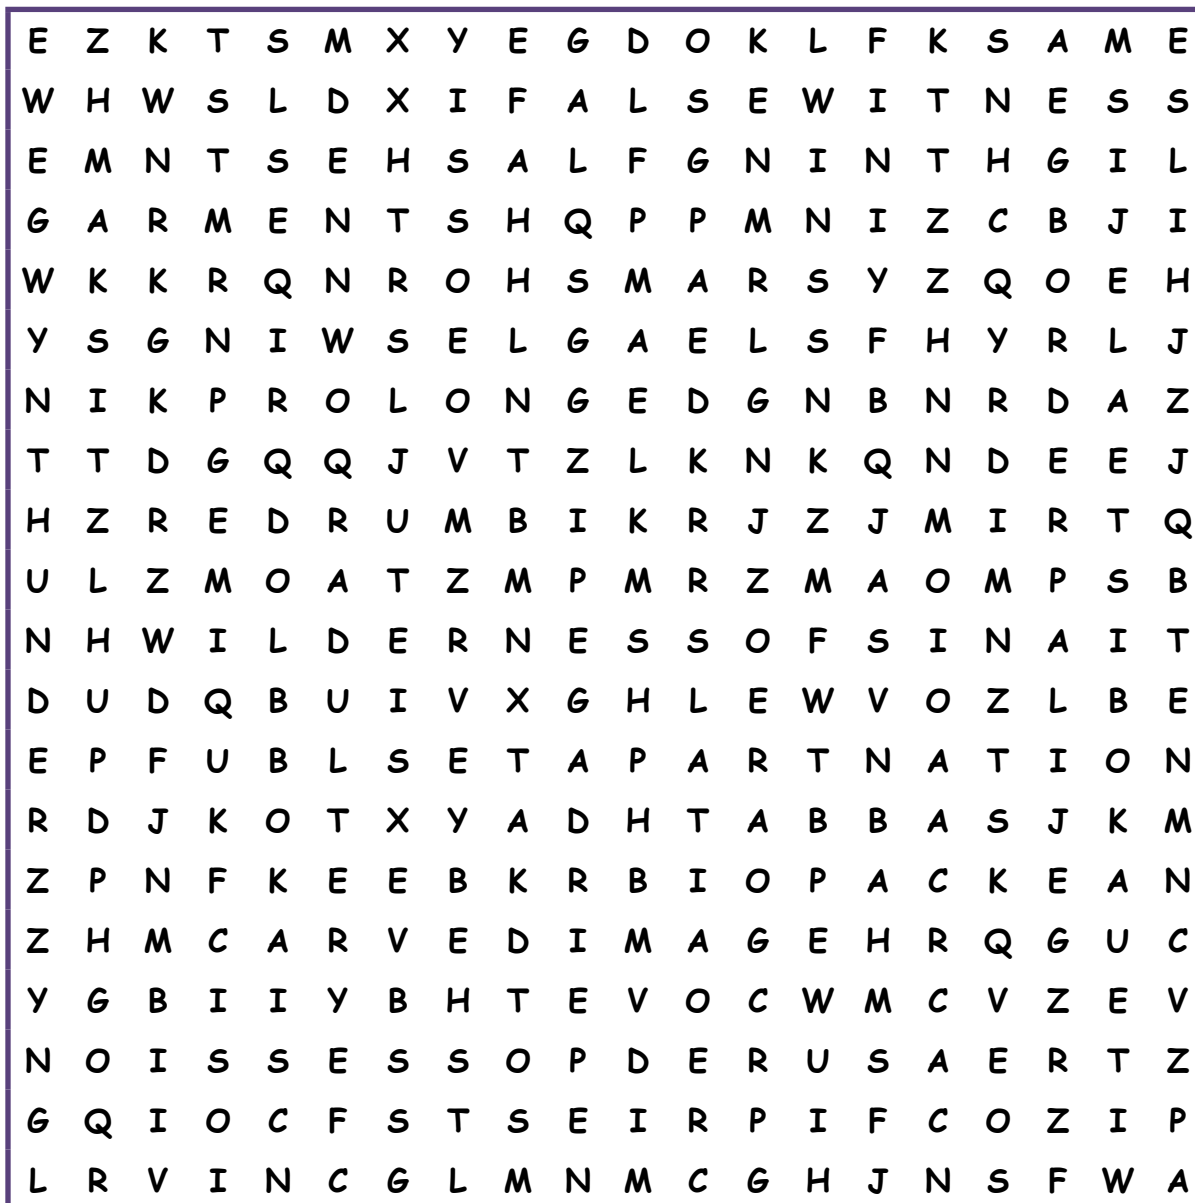 E Z K T S M X Y E G D O K L F K S A M E
W H W S L D X I F A L S E W I T N E S S
E M N T S E H S A L F G N I N T H G I L
G A R M E N T S H Q P P M N I Z C B J I
W K K R Q N R O H S M A R S Y Z Q O E H
Y S G N I W S E L G A E L S F H Y R L J
N I K P R O L O N G E D G N B N R D A Z
T T D G Q Q J V T Z L K N K Q N D E E J
H Z R E D R U M B I K R J Z J M I R T Q
U L Z M O A T Z M P M R Z M A O M P S B
N H W I L D E R N E S S O F S I N A I T
D U D Q B U I V X G H L E W V O Z L B E
E P F U B L S E T A P A R T N A T I O N
R D J K O T X Y A D H T A B B A S J K M
Z P N F K E E B K R B I O P A C K E A N
Z H M C A R V E D I M A G E H R Q G U C
Y G B I I Y B H T E V O C W M C V Z E V
N O I S S E S S O P D E R U S A E R T Z
G Q I O C F S T S E I R P I F C O Z I P
L R V I N C G L M N M C G H J N S F W A